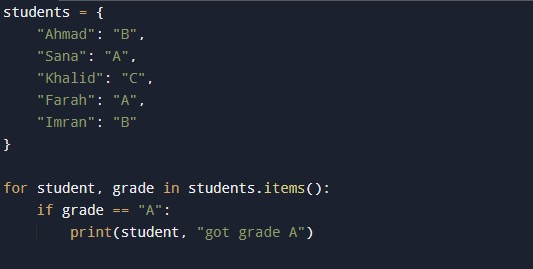 students = {
    "Ahmad": "B",
    "Sana": "A",
    "Khalid": "C",
    "Farah": "A",
    "Imran": "B"
}

for student, grade in students.items():
    if grade == "A":
        print(student, "got grade A")